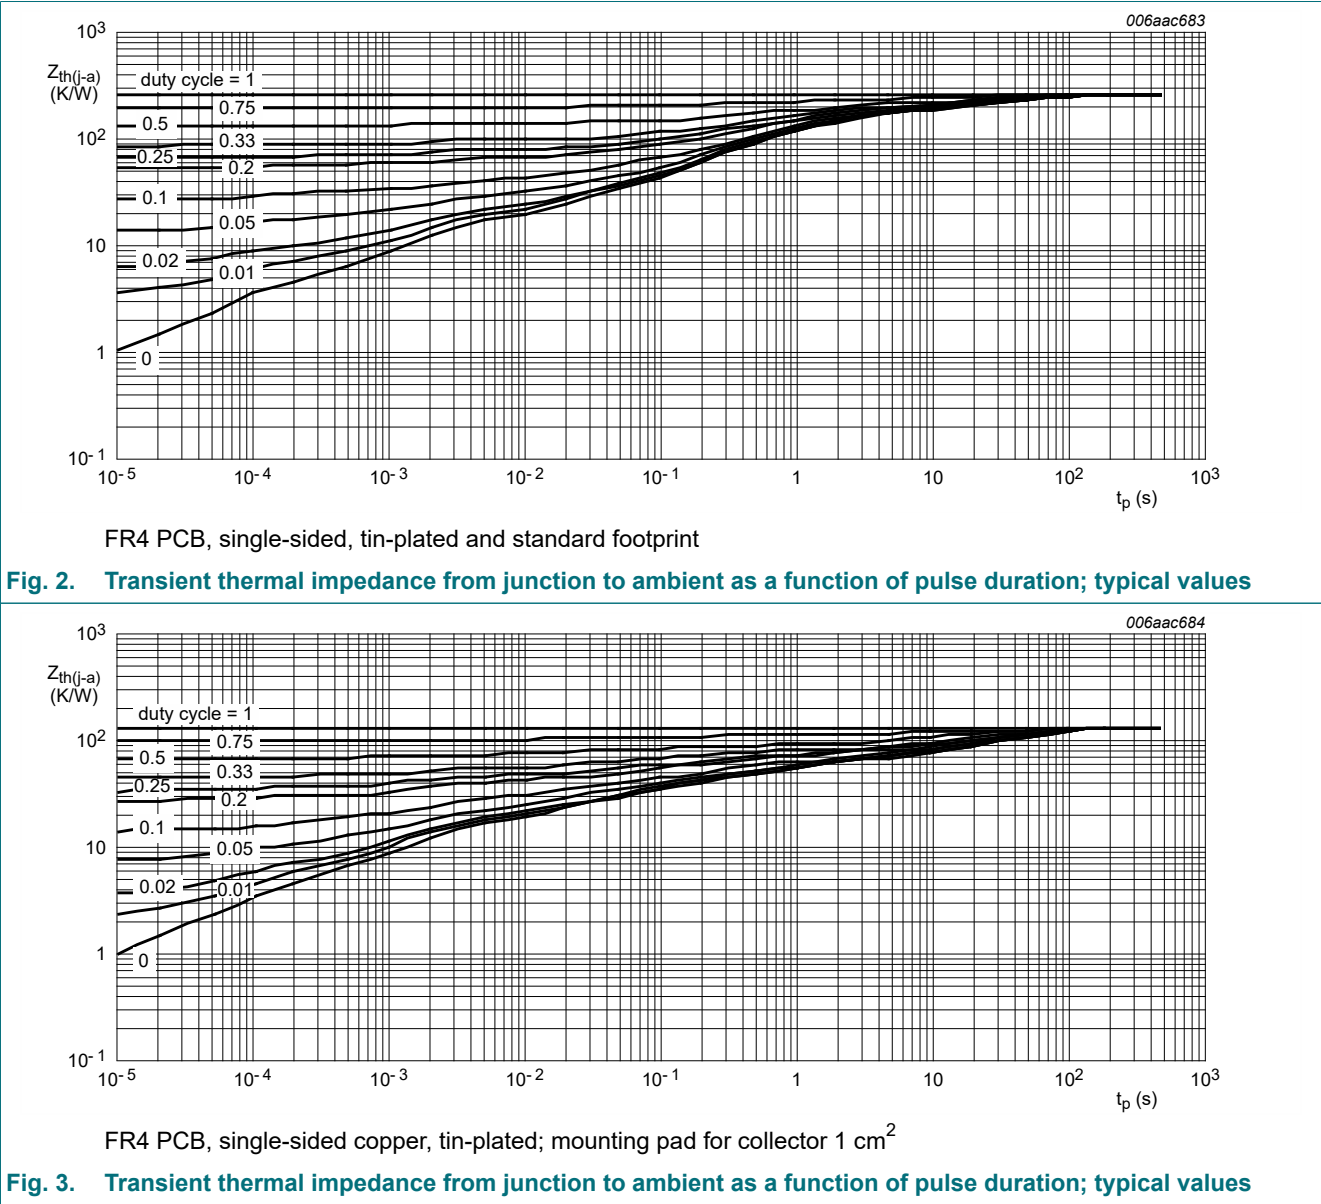 006aac683
10³
Z_th(j-a)
(K/W)
duty cycle = 1
0.75
0.5
0.33
10²
0.25
0.2
0.1
0.05
10
0.02
0.01
1
0
10⁻¹
10⁻⁵ 10⁻⁴ 10⁻³ 10⁻² 10⁻¹ 1 10 10² 10³
t_p (s)
FR4 PCB, single-sided, tin-plated and standard footprint
Fig. 2. Transient thermal impedance from junction to ambient as a function of pulse duration; typical values
006aac684
10³
Z_th(j-a)
(K/W)
duty cycle = 1
10²
0.75
0.5
0.33
0.25
0.2
0.1
10
0.05
0.02
0.01
1
0
10⁻¹
10⁻⁵ 10⁻⁴ 10⁻³ 10⁻² 10⁻¹ 1 10 10² 10³
t_p (s)
FR4 PCB, single-sided copper, tin-plated; mounting pad for collector 1 cm²
Fig. 3. Transient thermal impedance from junction to ambient as a function of pulse duration; typical values